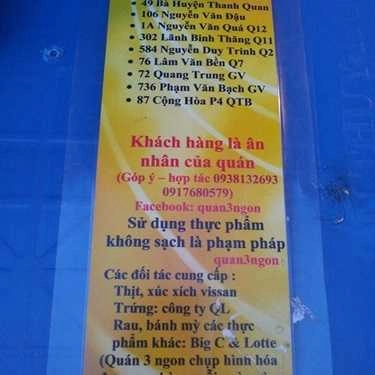 • 49 Bà Huyện Thanh Quan
• 106 Nguyễn Văn Đậu
• 1A Nguyễn Văn Quá Q12
• 302 Lãnh Binh Thăng Q11
• 584 Nguyễn Duy Trinh Q2
• 76 Lâm Văn Bền Q7
• 72 Quang Trung GV
• 736 Phạm Văn Bạch GV
• 87 Cộng Hòa P4 QTB
Khách hàng là ân
nhân của quán
(Góp ý – hợp tác 0938132693
0917680579)
Facebook: quan3ngon
Sử dụng thực phẩm
không sạch là phạm pháp
quan3ngon
Các đối tác cung cấp :
Thịt, xúc xích vissan
Trứng: công ty QL
Rau, bánh mỳ các thực
phẩm khác: Big C & Lotte
(Quán 3 ngon chụp hình hóa